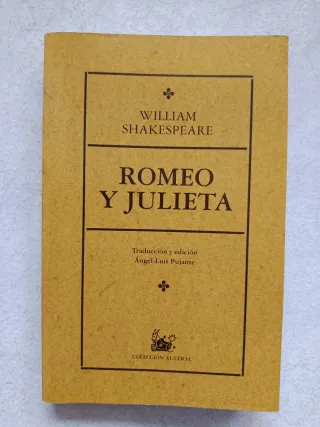 WILLIAM
SHAKESPEARE
ROMEO
Y JULIETA
Traducción y edición
Ángel-Luis Pujante
COLECCIÓN AUSTRAL